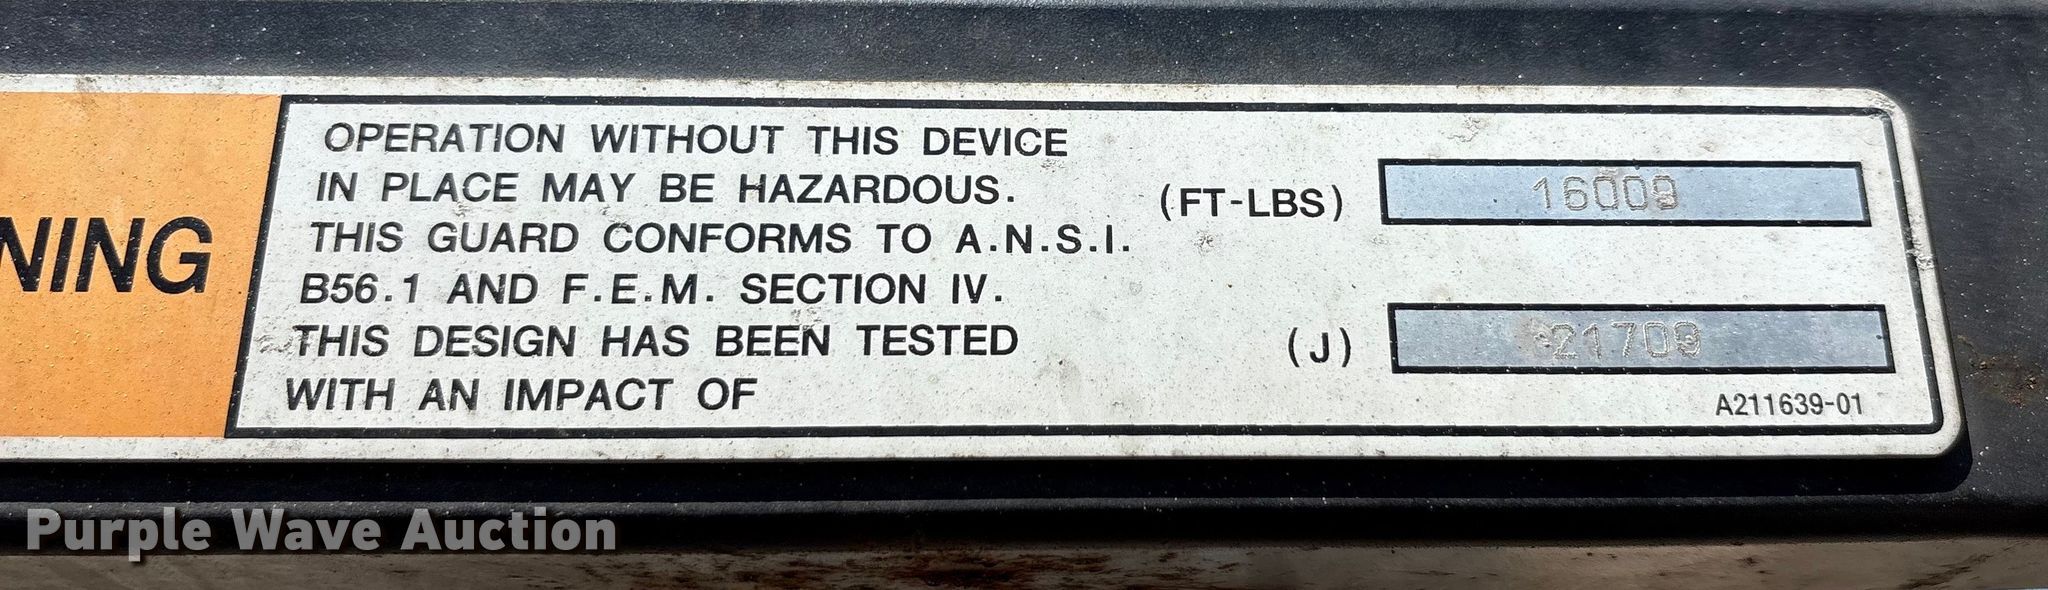 NING
OPERATION WITHOUT THIS DEVICE
IN PLACE MAY BE HAZARDOUS.
THIS GUARD CONFORMS TO A.N.S.I.
B56.1 AND F.E.M. SECTION IV.
THIS DESIGN HAS BEEN TESTED
WITH AN IMPACT OF
(FT-LBS) 16009
(J) 21709
A211639-01
Purple Wave Auction